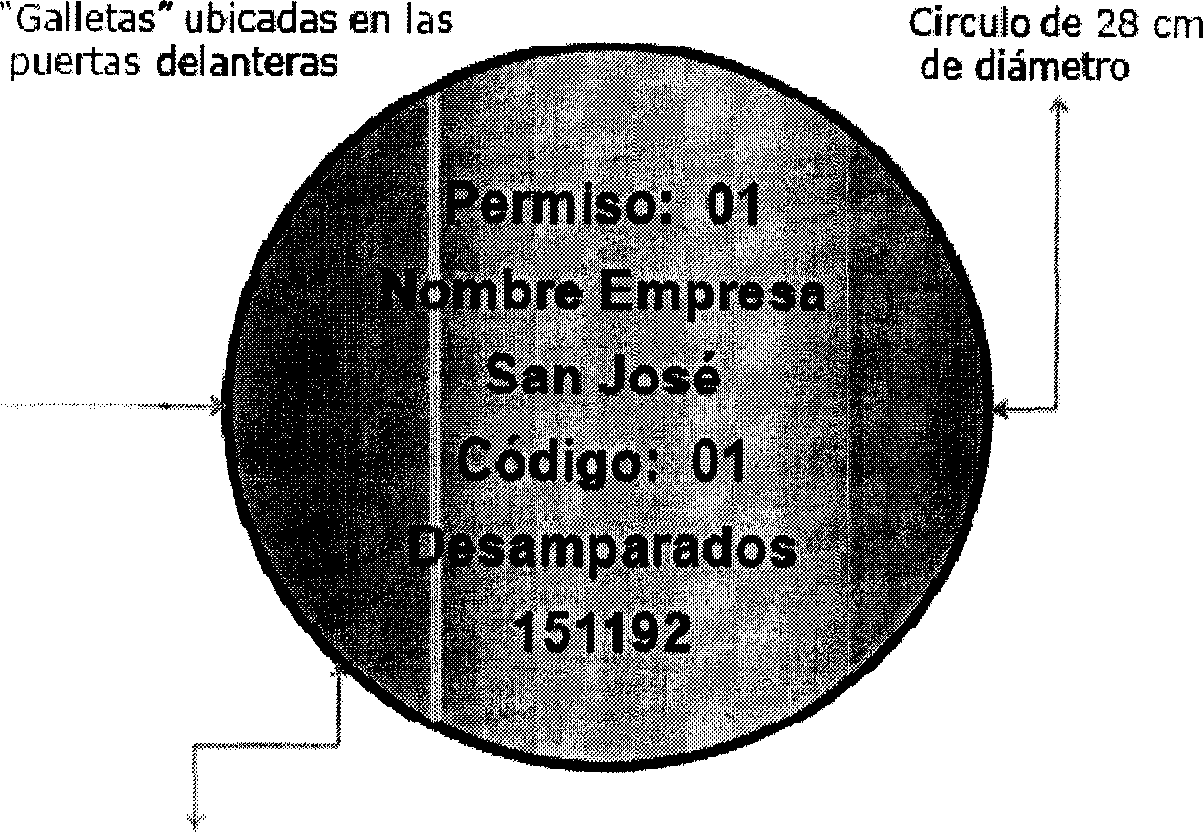 "Galletas" ubicadas en las
puertas delanteras
Circulo de 28 cm
de diámetro
Permiso: 01
Nombre Empresa
San José
Código: 01
Desamparados
151192